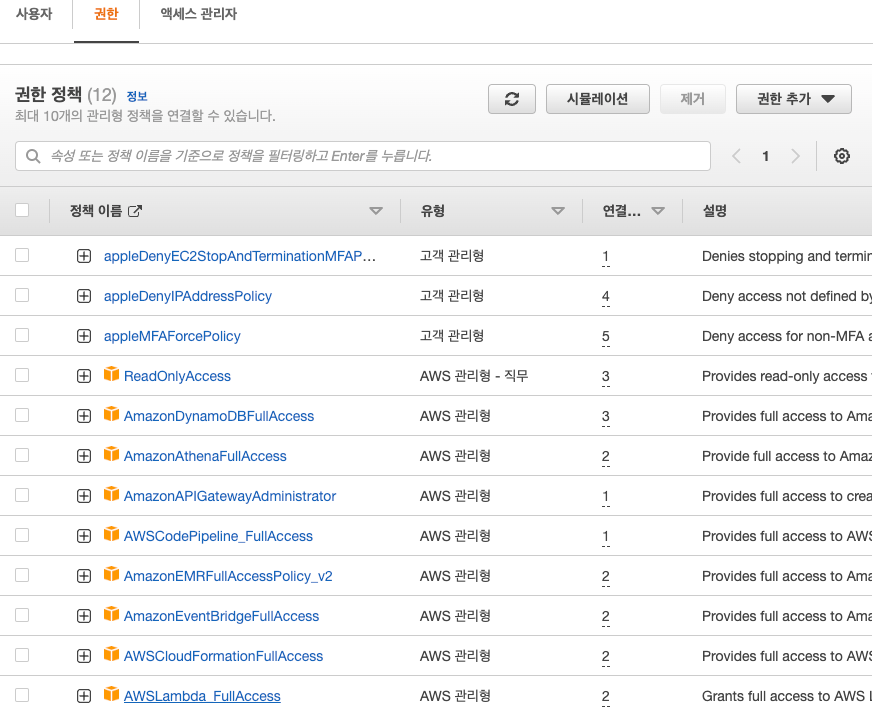 사용자 권한 액세스 관리자
권한 정책 (12) 정보
최대 10개의 관리형 정책을 연결할 수 있습니다.
시뮬레이션 제거 권한 추가
속성 또는 정책 이름을 기준으로 정책을 필터링하고 Enter를 누릅니다.
1
정책 이름 유형 연결... 설명
appleDenyEC2StopAndTerminationMFAP... 고객 관리형 1 Denies stopping and termin
appleDenyIPAddressPolicy 고객 관리형 4 Deny access not defined by
appleMFAForcePolicy 고객 관리형 5 Deny access for non-MFA a
ReadOnlyAccess AWS 관리형 - 직무 3 Provides read-only access
AmazonDynamoDBFullAccess AWS 관리형 3 Provides full access to Ama
AmazonAthenaFullAccess AWS 관리형 2 Provide full access to Amaz
AmazonAPIGatewayAdministrator AWS 관리형 1 Provides full access to crea
AWSCodePipeline_FullAccess AWS 관리형 1 Provides full access to AWS
AmazonEMRFullAccessPolicy_v2 AWS 관리형 2 Provides full access to Ama
AmazonEventBridgeFullAccess AWS 관리형 2 Provides full access to Ama
AWSCloudFormationFullAccess AWS 관리형 2 Provides full access to AWS
AWSLambda_FullAccess AWS 관리형 2 Grants full access to AWS L